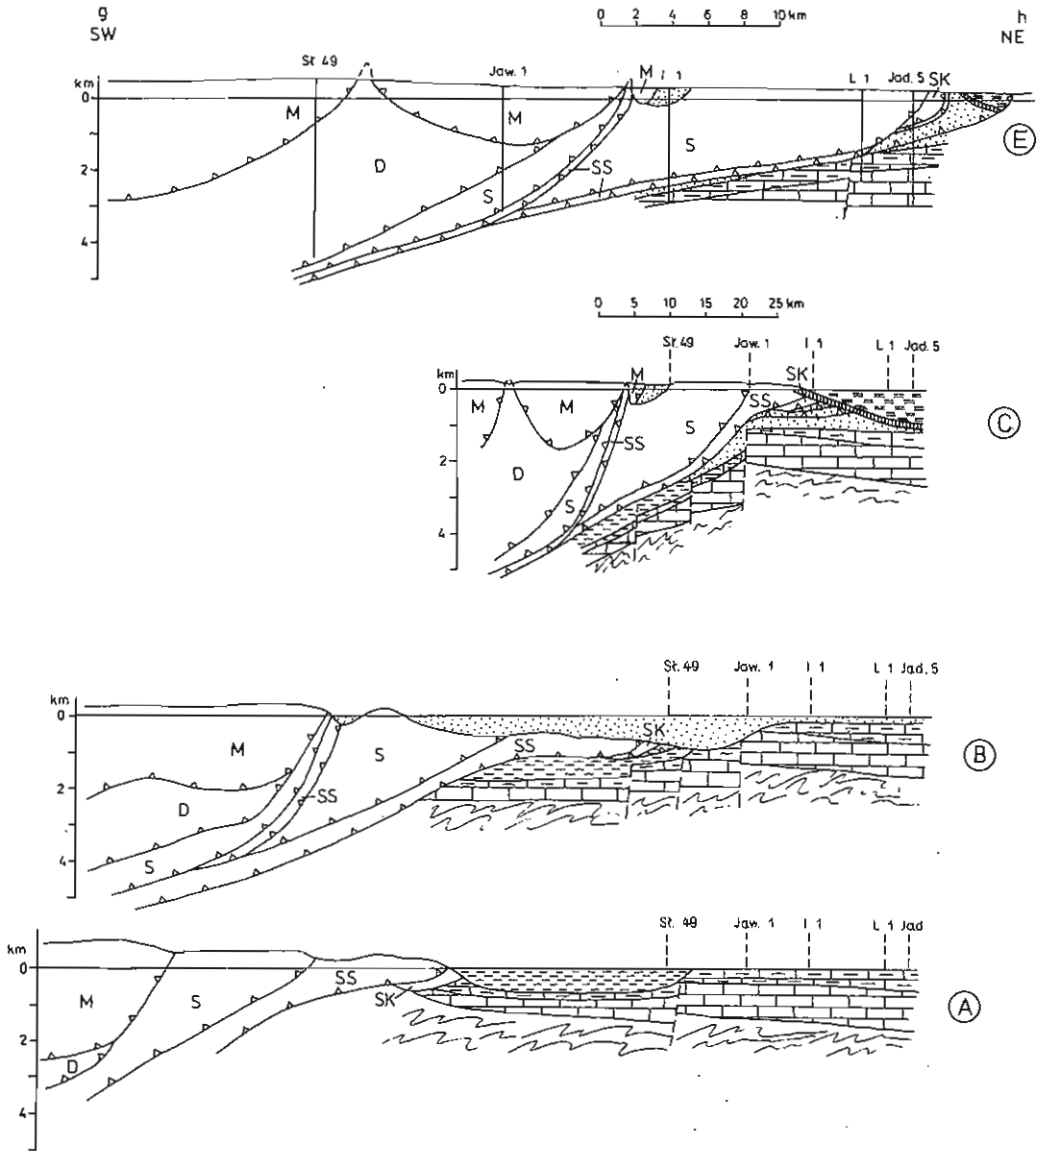 g h
SW NE
0 2 4 6 8 10 km
St. 49 Jaw. 1 M I 1 L 1 Jad. 5 SK
km
0
M M
D S
2
SS
S
4
E
0 5 10 15 20 25 km
St. 49 Jaw. 1 I 1 L 1 Jad. 5
km M SK
0
M M SS
S
SS
2
D
S
4
C
St. 49 Jaw. 1 I 1 L 1 Jad. 5
km
0
SK
M S SS
2
SS
D
S
4
B
St. 49 Jaw. 1 I 1 L 1 Jad
km
0
SS
M S SK
2
D
4
A